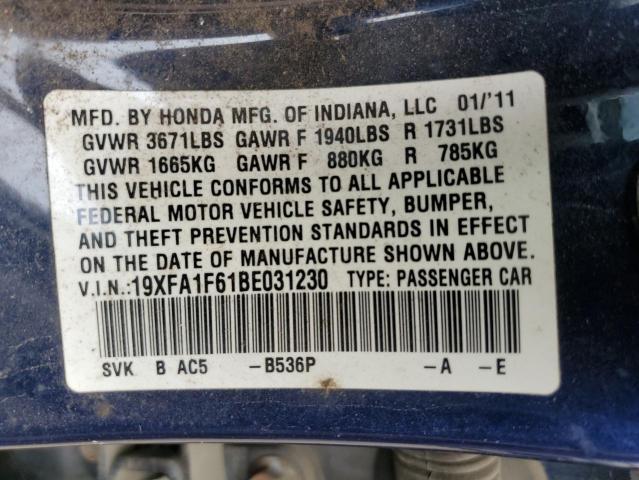 MFD. BY HONDA MFG. OF INDIANA, LLC 01/'11
GVWR 3671LBS GAWR F 1940LBS R 1731LBS
GVWR 1665KG GAWR F 880KG R 785KG
THIS VEHICLE CONFORMS TO ALL APPLICABLE
FEDERAL MOTOR VEHICLE SAFETY, BUMPER,
AND THEFT PREVENTION STANDARDS IN EFFECT
ON THE DATE OF MANUFACTURE SHOWN ABOVE.
V.I.N.:19XFA1F61BE031230 TYPE: PASSENGER CAR
SVK B AC5 -B536P -A -E